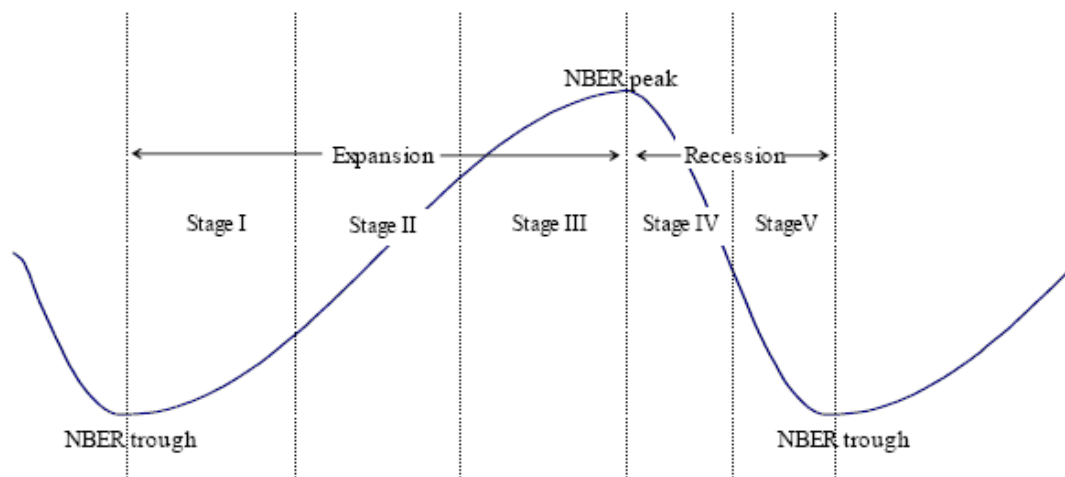 NBER peak
Expansion
Recession
Stage I
Stage II
Stage III
Stage IV
StageV
NBER trough
NBER trough